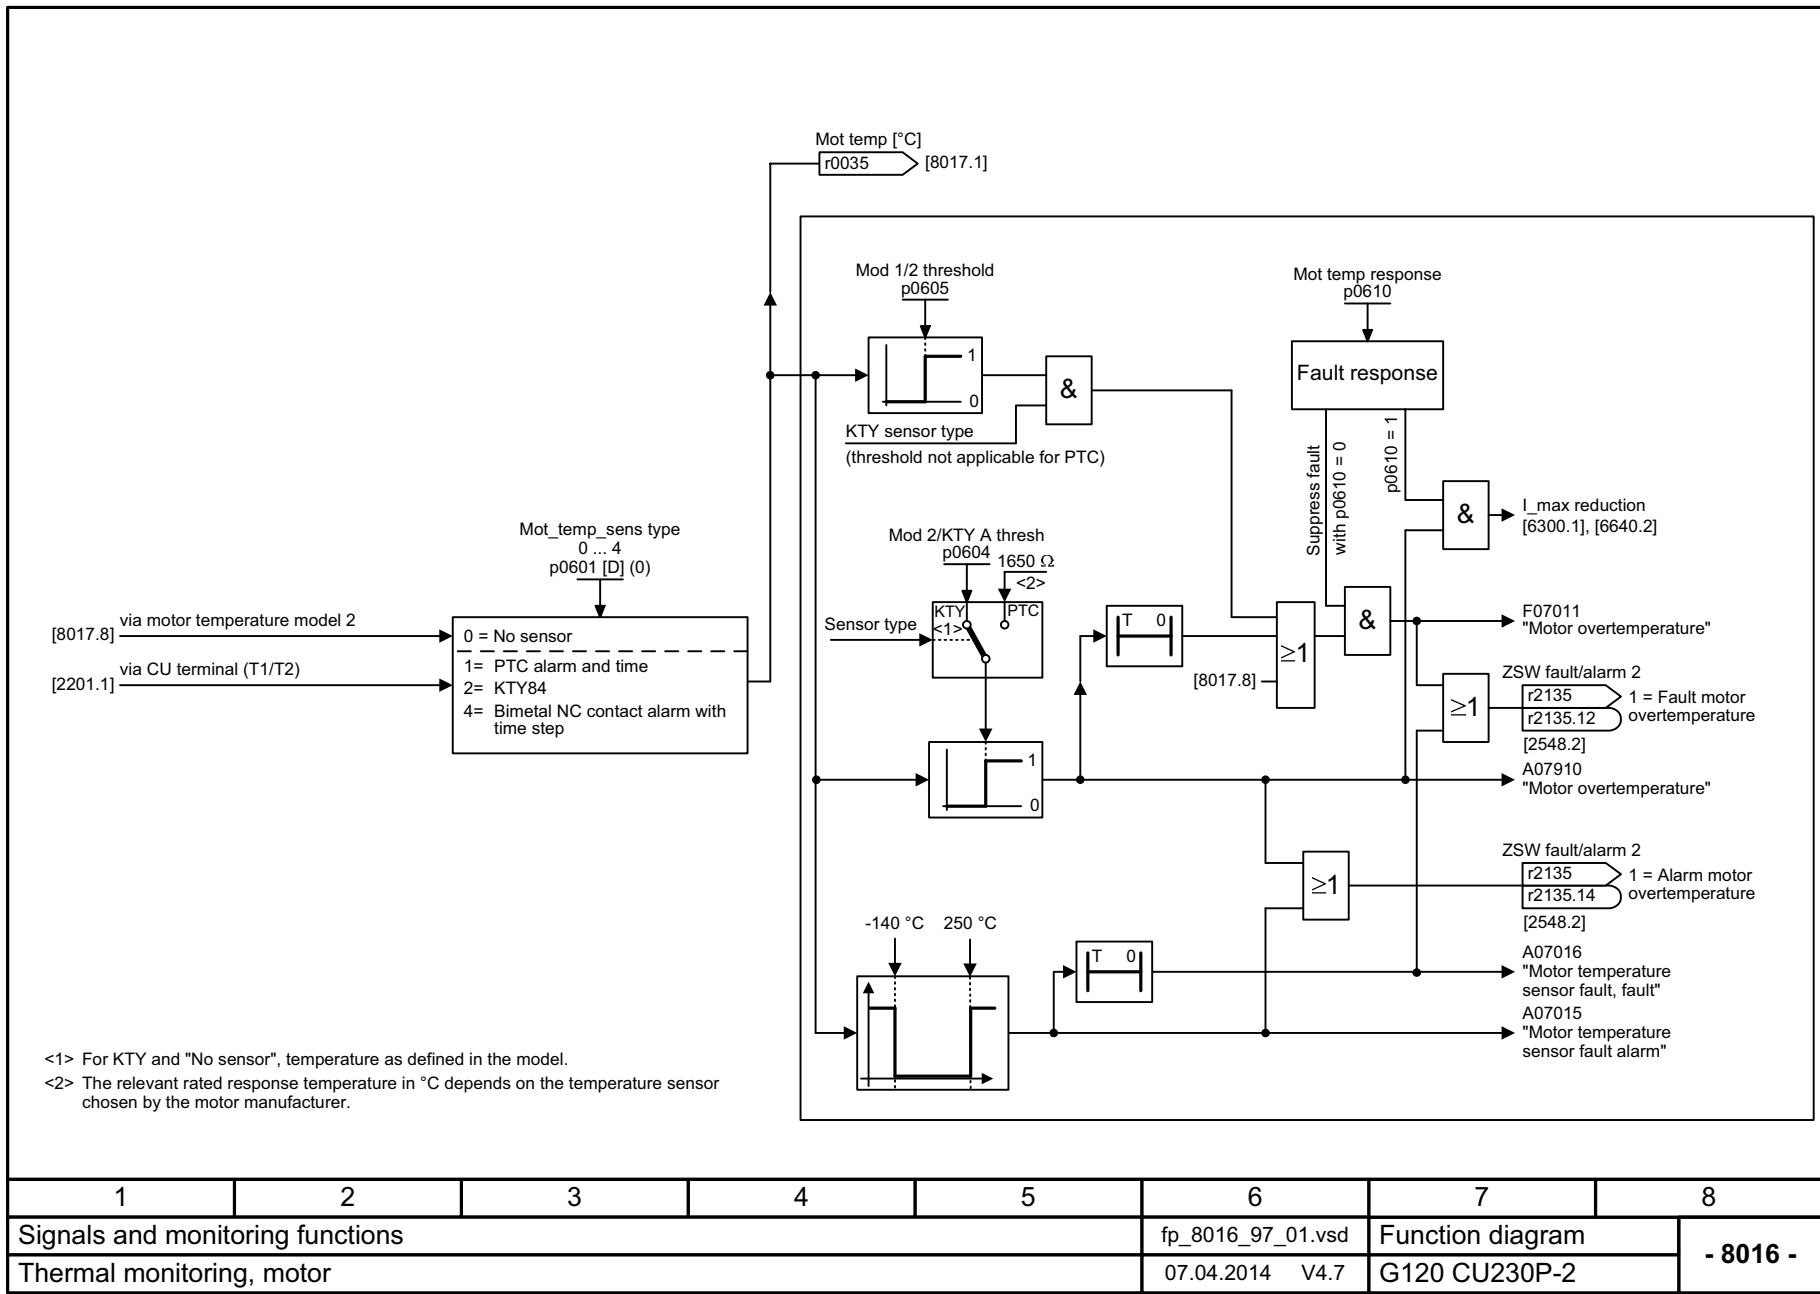 Mot temp [°C]
r0035
[8017.1]
Mod 1/2 threshold
p0605
1
0
&
KTY sensor type
(threshold not applicable for PTC)
Mot temp response
p0610
Fault response
Suppress fault
with p0610 = 0
p0610 = 1
&
I_max reduction
[6300.1], [6640.2]
Mot_temp_sens type
0 ... 4
p0601 [D] (0)
[8017.8]
via motor temperature model 2
[2201.1]
via CU terminal (T1/T2)
0 = No sensor
1= PTC alarm and time
2= KTY84
4= Bimetal NC contact alarm with
time step
Mod 2/KTY A thresh
p0604
1650 Ω
<2>
KTY
<1>
PTC
Sensor type
T 0
[8017.8]
≥1
&
F07011
"Motor overtemperature"
ZSW fault/alarm 2
≥1
r2135
r2135.12
1 = Fault motor
overtemperature
[2548.2]
1
0
A07910
"Motor overtemperature"
ZSW fault/alarm 2
≥1
r2135
r2135.14
1 = Alarm motor
overtemperature
[2548.2]
-140 °C
250 °C
T 0
A07016
"Motor temperature
sensor fault, fault"
A07015
"Motor temperature
sensor fault alarm"
<1> For KTY and "No sensor", temperature as defined in the model.
<2> The relevant rated response temperature in °C depends on the temperature sensor
chosen by the motor manufacturer.
1 2 3 4 5 6 7 8
Signals and monitoring functions
fp_8016_97_01.vsd
Function diagram
- 8016 -
Thermal monitoring, motor
07.04.2014 V4.7
G120 CU230P-2